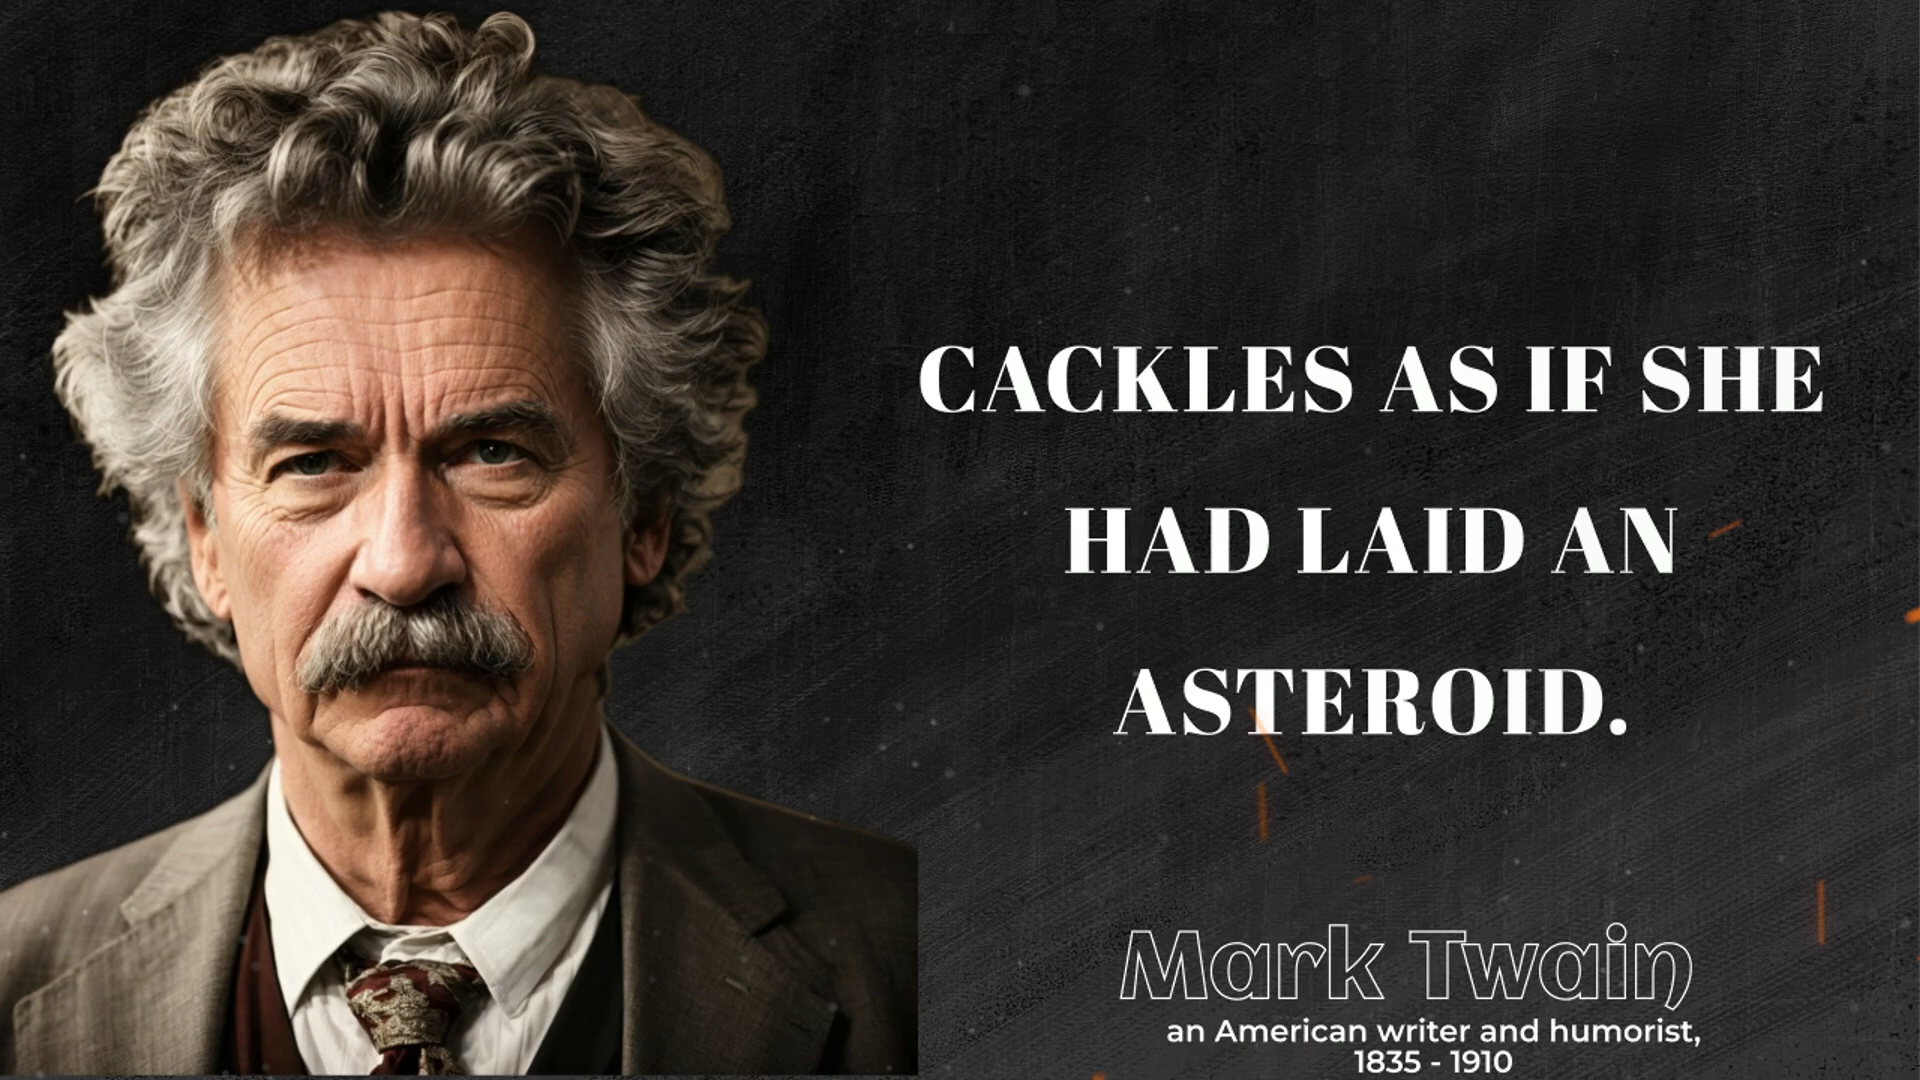 CACKLES AS IF SHE
HAD LAID AN
ASTEROID.
Mark Twain
an American writer and humorist,
1835 - 1910